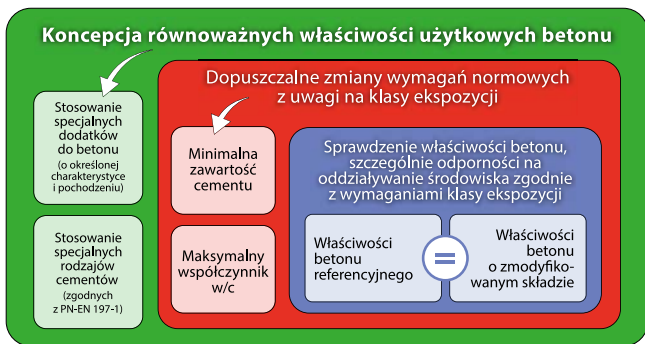 Koncepcja równoważnych właściwości użytkowych betonu
Stosowanie
specjalnych
dodatków
do betonu
(o określonej
charakterystyce
i pochodzeniu)
Stosowanie
specjalnych
rodzajów
cementów
(zgodnych
z PN-EN 197-1)
Dopuszczalne zmiany wymagań normowych
z uwagi na klasy ekspozycji
Minimalna
zawartość
cementu
Maksymalny
współczynnik
w/c
Sprawdzenie właściwości betonu,
szczególnie odporności na
oddziaływanie środowiska zgodnie
z wymaganiami klasy ekspozycji
Właściwości
betonu
referencyjnego
=
Właściwości
betonu
o zmodyfiko-
wanym składzie